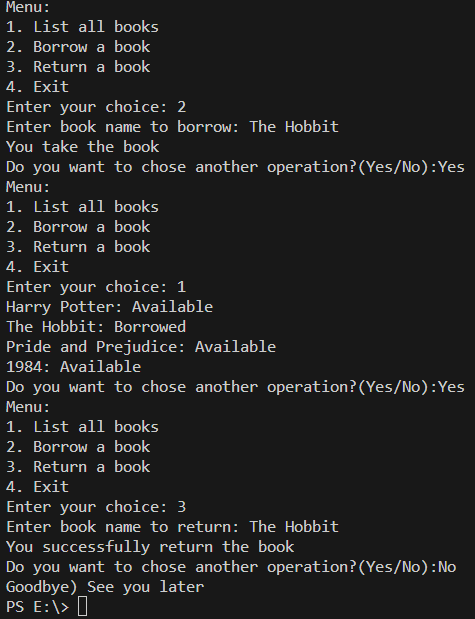 Menu:
1. List all books
2. Borrow a book
3. Return a book
4. Exit
Enter your choice: 2
Enter book name to borrow: The Hobbit
You take the book
Do you want to chose another operation?(Yes/No):Yes
Menu:
1. List all books
2. Borrow a book
3. Return a book
4. Exit
Enter your choice: 1
Harry Potter: Available
The Hobbit: Borrowed
Pride and Prejudice: Available
1984: Available
Do you want to chose another operation?(Yes/No):Yes
Menu:
1. List all books
2. Borrow a book
3. Return a book
4. Exit
Enter your choice: 3
Enter book name to return: The Hobbit
You successfully return the book
Do you want to chose another operation?(Yes/No):No
Goodbye) See you later
PS E:\>